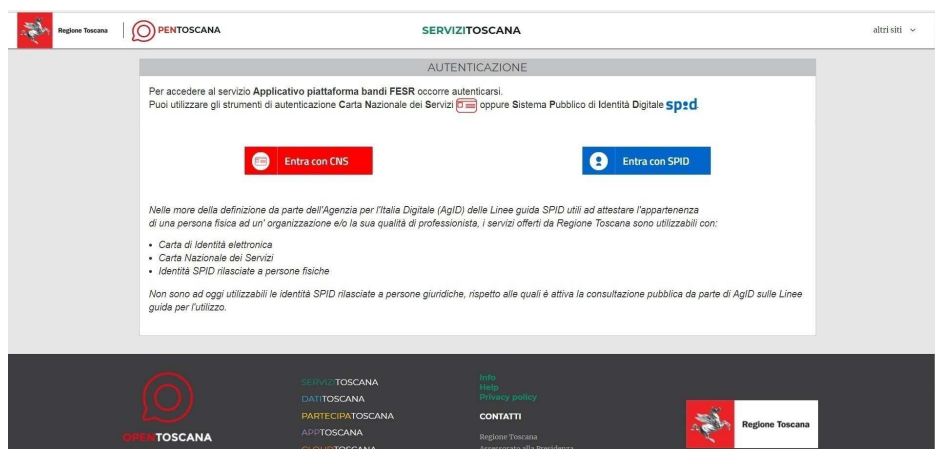 Regione Toscana
OPENTOSCANA
SERVIZITOSCANA
altri siti
AUTENTICAZIONE
Per accedere al servizio Applicativo piattaforma bandi FESR occorre autenticarsi.
Puoi utilizzare gli strumenti di autenticazione Carta Nazionale dei Servizi oppure Sistema Pubblico di Identità Digitale spid.
Entra con CNS
Entra con SPID
Nelle more della definizione da parte dell'Agenzia per l'Italia Digitale (AgID) delle Linee guida SPID utili ad attestare l'appartenenza
di una persona fisica ad un' organizzazione e/o la sua qualità di professionista, i servizi offerti da Regione Toscana sono utilizzabili con:
• Carta di Identità elettronica
• Carta Nazionale dei Servizi
• Identità SPID rilasciate a persone fisiche
Non sono ad oggi utilizzabili le identità SPID rilasciate a persone giuridiche, rispetto alle quali è attiva la consultazione pubblica da parte di AgID sulle Linee
guida per l'utilizzo.
OPENTOSCANA
SERVIZITOSCANA
DATITOSCANA
PARTECIPATOSCANA
APPTOSCANA
CLOUDTOSCANA
Info
Help
Privacy policy
CONTATTI
Regione Toscana
Assessorato alla Presidenza
Regione Toscana